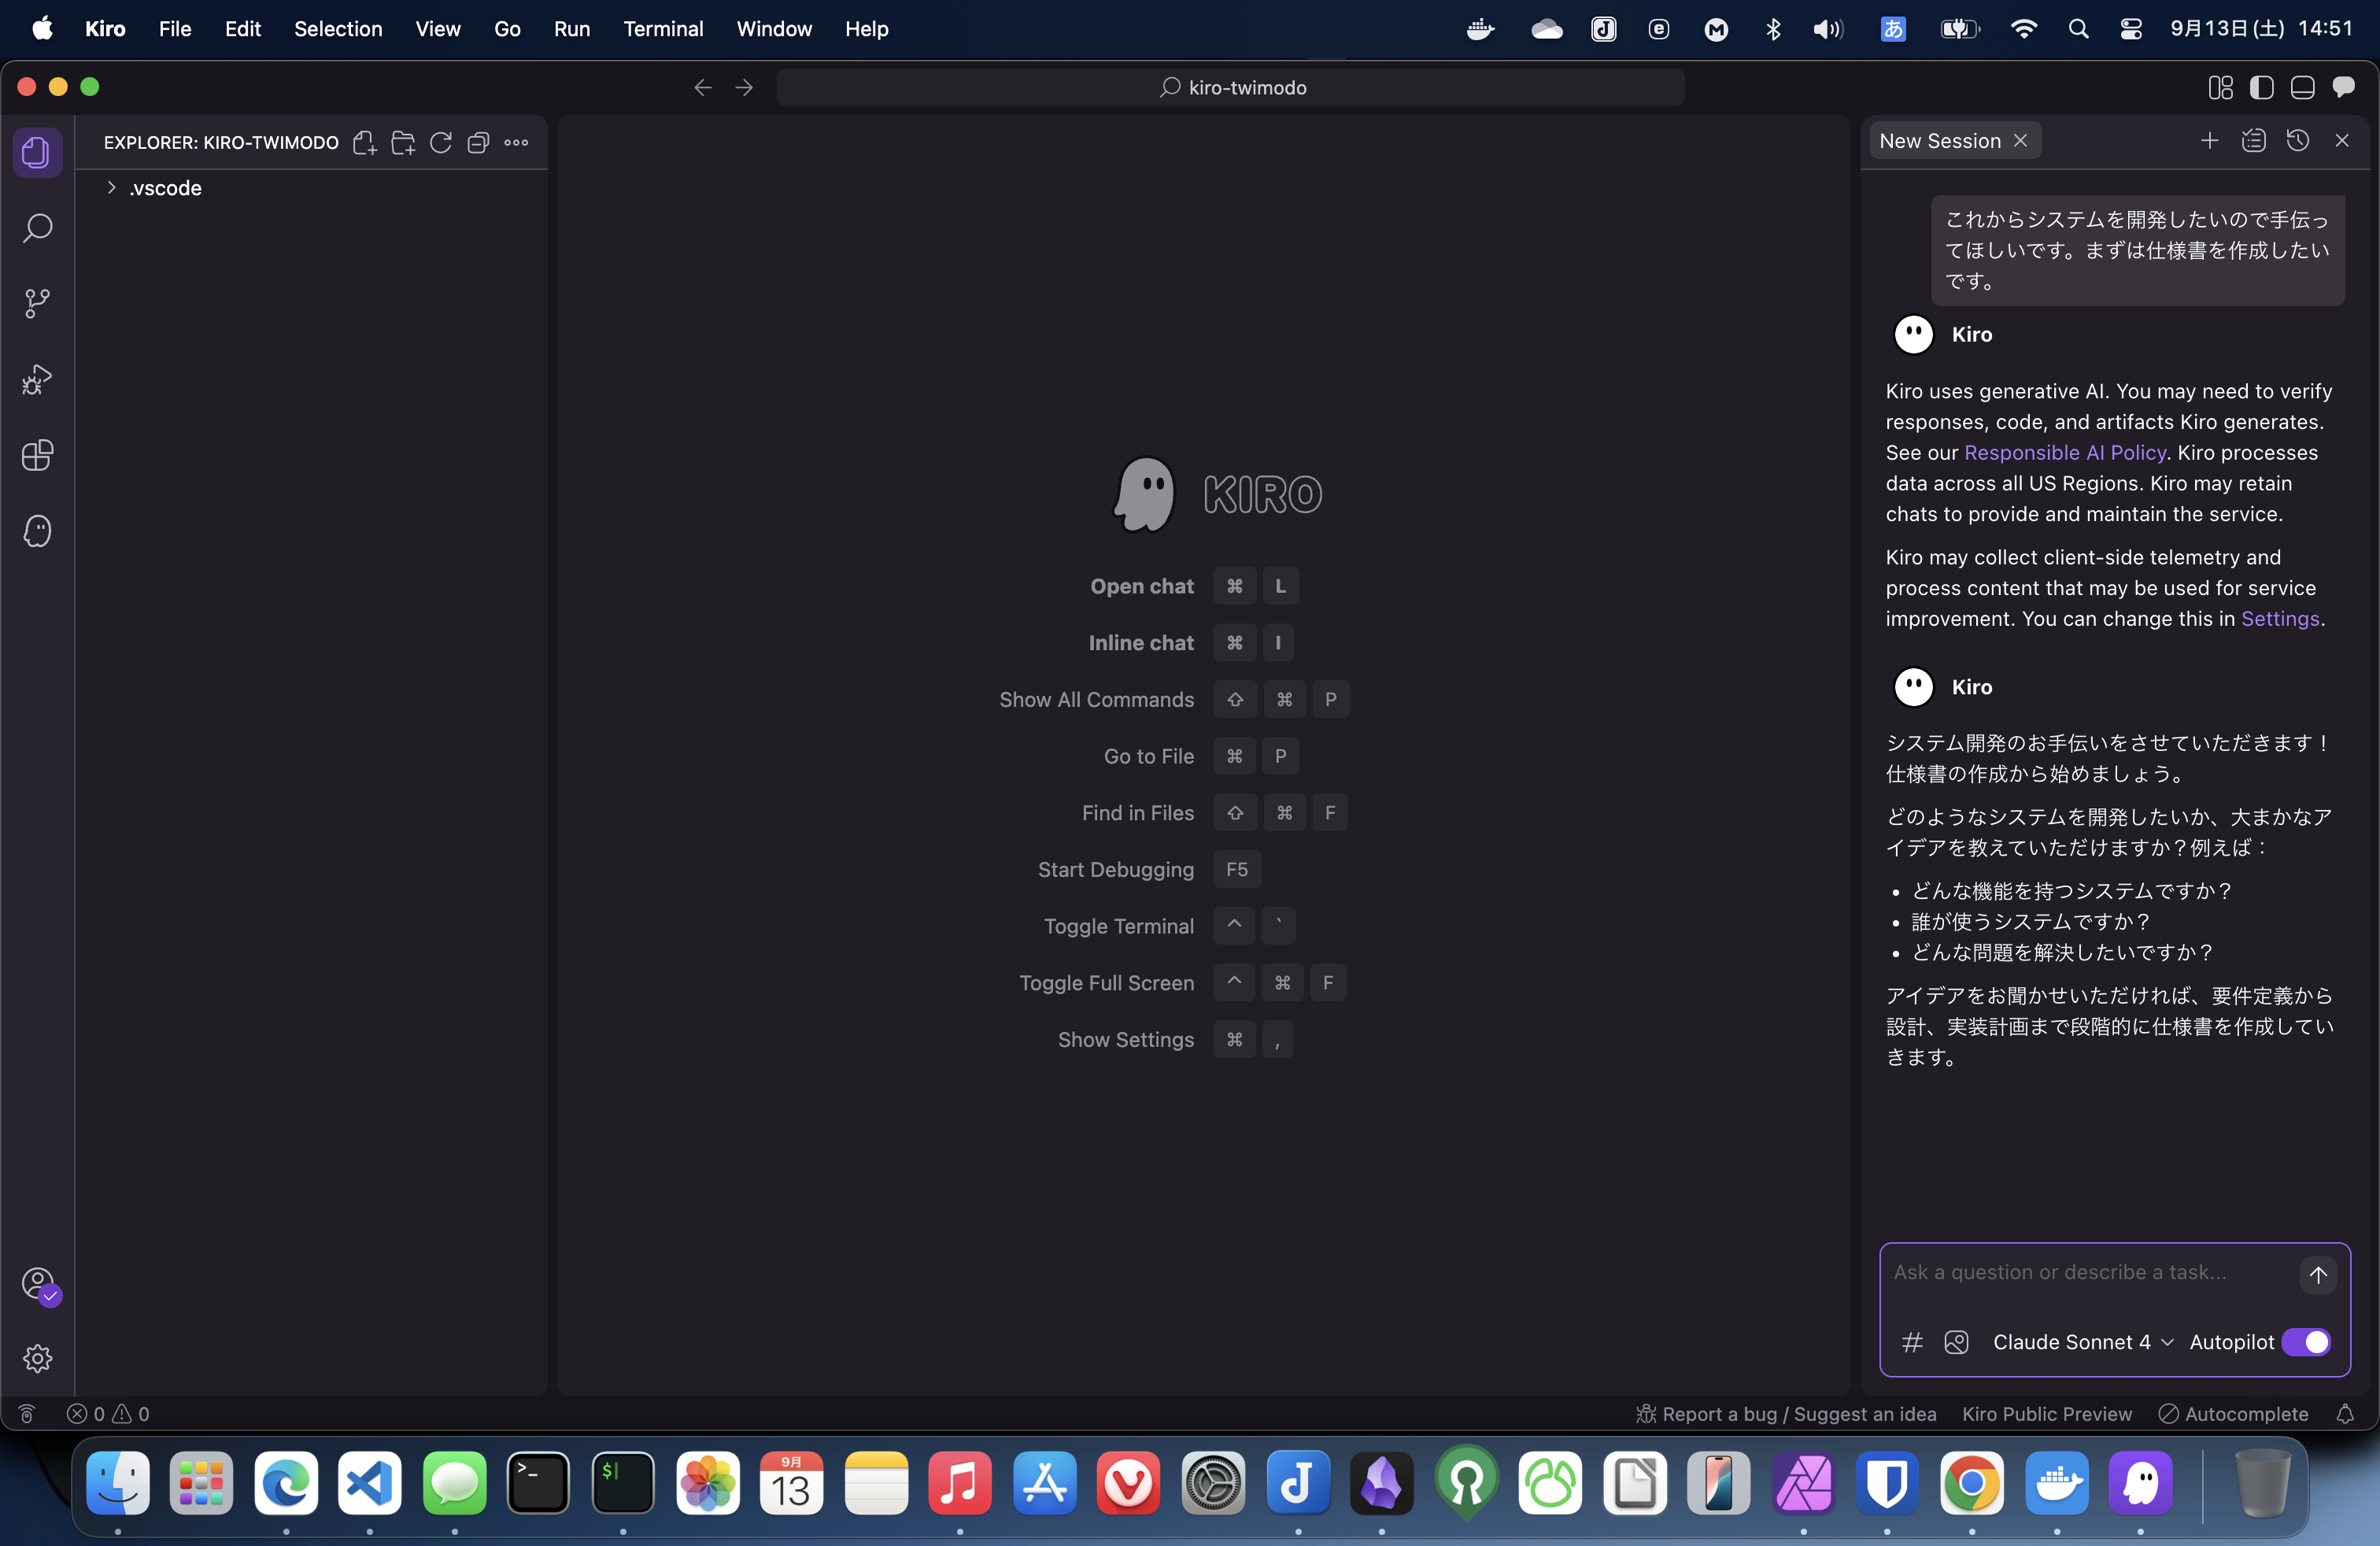 Kiro File Edit Selection View Go Run Terminal Window Help あ 9月13日(土) 14:51
kiro-twimodo
EXPLORER: KIRO-TWIMODO
.vscode
KIRO
Open chat ⌘ L
Inline chat ⌘ I
Show All Commands ⇧ ⌘ P
Go to File ⌘ P
Find in Files ⇧ ⌘ F
Start Debugging F5
Toggle Terminal ^ `
Toggle Full Screen ^ ⌘ F
Show Settings ⌘ ,
New Session
これからシステムを開発したいので手伝っ
てほしいです。まずは仕様書を作成したい
です。
Kiro
Kiro uses generative AI. You may need to verify
responses, code, and artifacts Kiro generates.
See our Responsible AI Policy. Kiro processes
data across all US Regions. Kiro may retain
chats to provide and maintain the service.
Kiro may collect client-side telemetry and
process content that may be used for service
improvement. You can change this in Settings.
Kiro
システム開発のお手伝いをさせていただきます！
仕様書の作成から始めましょう。
どのようなシステムを開発したいか、大まかなア
イデアを教えていただけますか？例えば：
• どんな機能を持つシステムですか？
• 誰が使うシステムですか？
• どんな問題を解決したいですか？
アイデアをお聞かせいただければ、要件定義から
設計、実装計画まで段階的に仕様書を作成してい
きます。
Ask a question or describe a task...
# Claude Sonnet 4 Autopilot
0 0 Report a bug / Suggest an idea Kiro Public Preview Autocomplete
9月
13